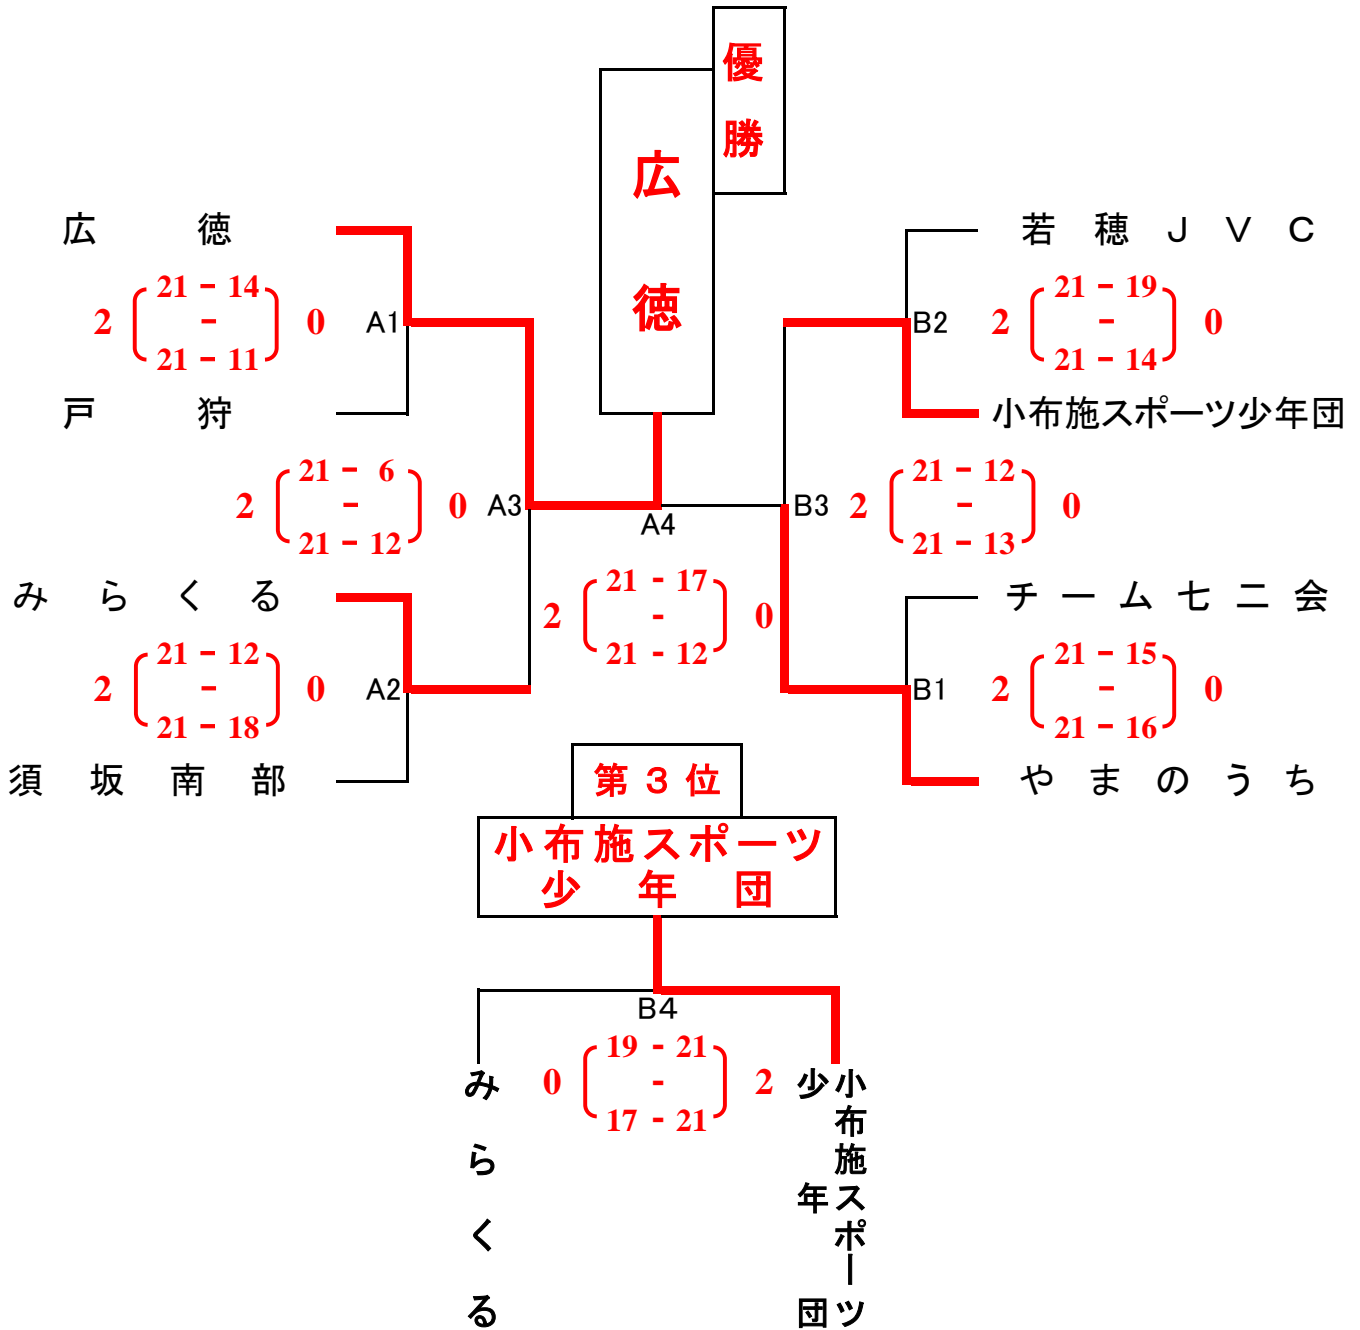 優勝
広徳
広徳
21 - 14
2 - 0
21 - 11
A1
戸狩
若穂JVC
21 - 19
2 - 0
21 - 14
B2
小布施スポーツ少年団
21 - 6
2 - 0
21 - 12
A3
A4
B3
21 - 12
2 - 0
21 - 13
みらくる
21 - 12
2 - 0
21 - 18
A2
須坂南部
21 - 17
2 - 0
21 - 12
チーム七二会
21 - 15
2 - 0
21 - 16
B1
やまのうち
第3位
小布施スポーツ
少年団
B4
19 - 21
0 - 2
17 - 21
みらくる
小布施スポーツ
少年団